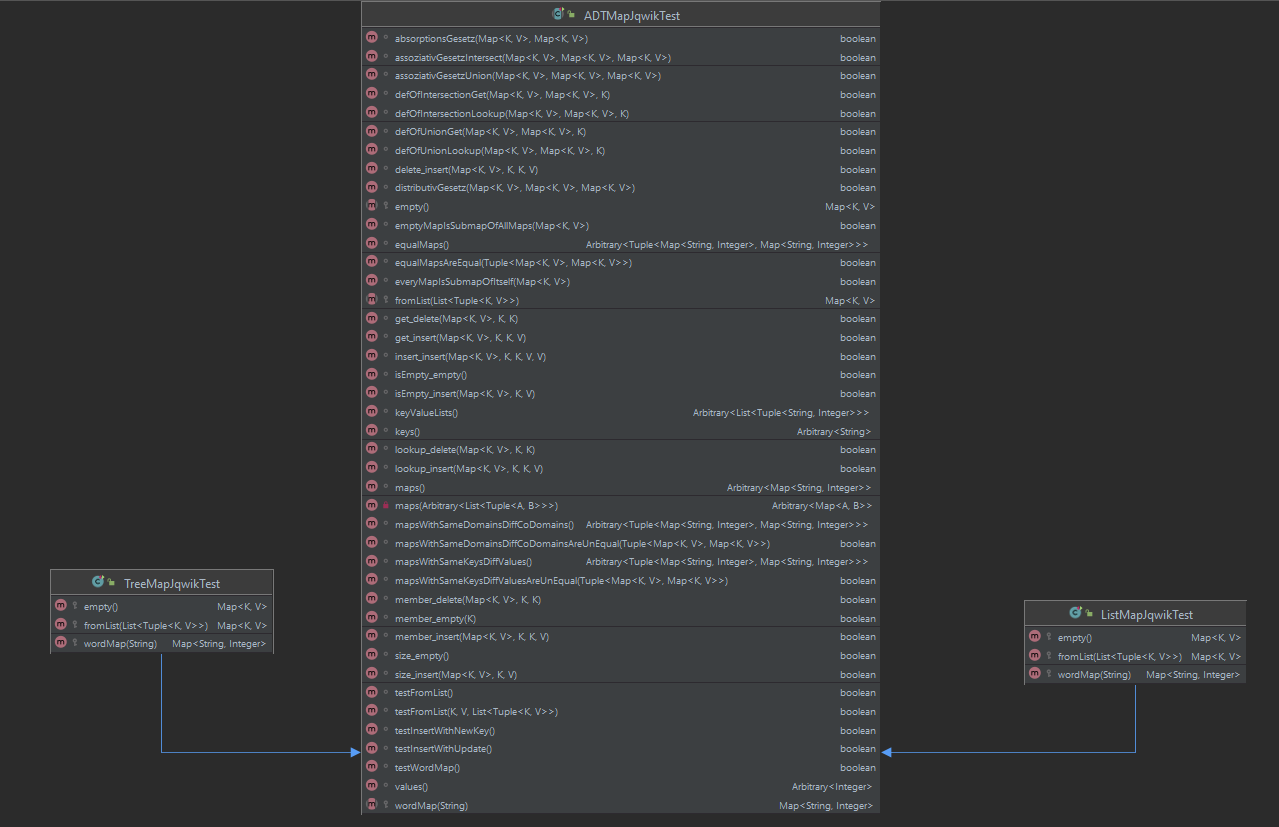 ADTMapJqwikTest
absorptionsGesetz(Map<K, V>, Map<K, V>) boolean
assoziativGesetzIntersect(Map<K, V>, Map<K, V>, Map<K, V>) boolean
assoziativGesetzUnion(Map<K, V>, Map<K, V>, Map<K, V>) boolean
defOfIntersectionGet(Map<K, V>, Map<K, V>, K) boolean
defOfIntersectionLookup(Map<K, V>, Map<K, V>, K) boolean
defOfUnionGet(Map<K, V>, Map<K, V>, K) boolean
defOfUnionLookup(Map<K, V>, Map<K, V>, K) boolean
delete_insert(Map<K, V>, K, K, V) boolean
distributivGesetz(Map<K, V>, Map<K, V>, Map<K, V>) boolean
empty() Map<K, V>
emptyMapIsSubmapOfAllMaps(Map<K, V>) boolean
equalMaps() Arbitrary<Tuple<Map<String, Integer>, Map<String, Integer>>>
equalMapsAreEqual(Tuple<Map<K, V>, Map<K, V>>) boolean
everyMapIsSubmapOfItself(Map<K, V>) boolean
fromList(List<Tuple<K, V>>) Map<K, V>
get_delete(Map<K, V>, K, K) boolean
get_insert(Map<K, V>, K, K, V) boolean
insert_insert(Map<K, V>, K, K, V, V) boolean
isEmpty_empty() boolean
isEmpty_insert(Map<K, V>, K, V) boolean
keyValueLists() Arbitrary<List<Tuple<String, Integer>>>
keys() Arbitrary<String>
lookup_delete(Map<K, V>, K, K) boolean
lookup_insert(Map<K, V>, K, K, V) boolean
maps() Arbitrary<Map<String, Integer>>
maps(Arbitrary<List<Tuple<A, B>>>) Arbitrary<Map<A, B>>
mapsWithSameDomainsDiffCoDomains() Arbitrary<Tuple<Map<String, Integer>, Map<String, Integer>>>
mapsWithSameDomainsDiffCoDomainsAreUnEqual(Tuple<Map<K, V>, Map<K, V>>) boolean
mapsWithSameKeysDiffValues() Arbitrary<Tuple<Map<String, Integer>, Map<String, Integer>>>
mapsWithSameKeysDiffValuesAreUnEqual(Tuple<Map<K, V>, Map<K, V>>) boolean
member_delete(Map<K, V>, K, K) boolean
member_empty(K) boolean
member_insert(Map<K, V>, K, K, V) boolean
size_empty() boolean
size_insert(Map<K, V>, K, V) boolean
testFromList() boolean
testFromList(K, V, List<Tuple<K, V>>) boolean
testInsertWithNewKey() boolean
testInsertWithUpdate() boolean
testWordMap() boolean
values() Arbitrary<Integer>
wordMap(String) Map<String, Integer>
TreeMapJqwikTest
empty() Map<K, V>
fromList(List<Tuple<K, V>>) Map<K, V>
wordMap(String) Map<String, Integer>
ListMapJqwikTest
empty() Map<K, V>
fromList(List<Tuple<K, V>>) Map<K, V>
wordMap(String) Map<String, Integer>